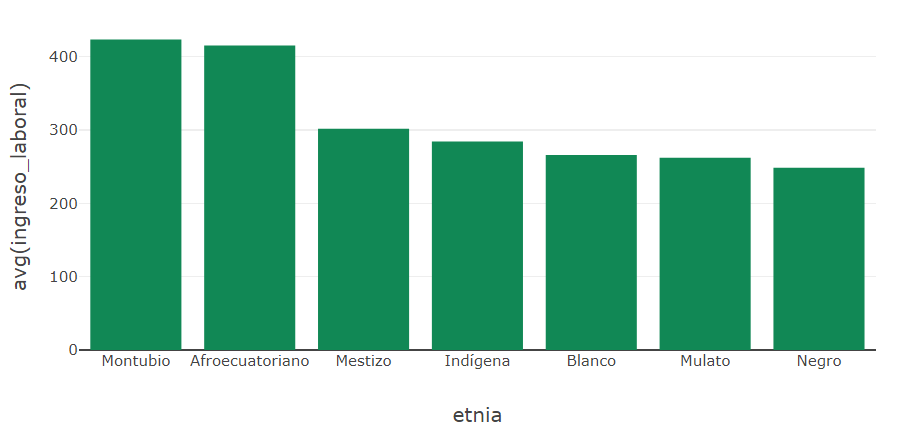 avg(ingreso_laboral)
400
300
200
100
0
Montubio Afroecuatoriano Mestizo Indígena Blanco Mulato Negro
etnia